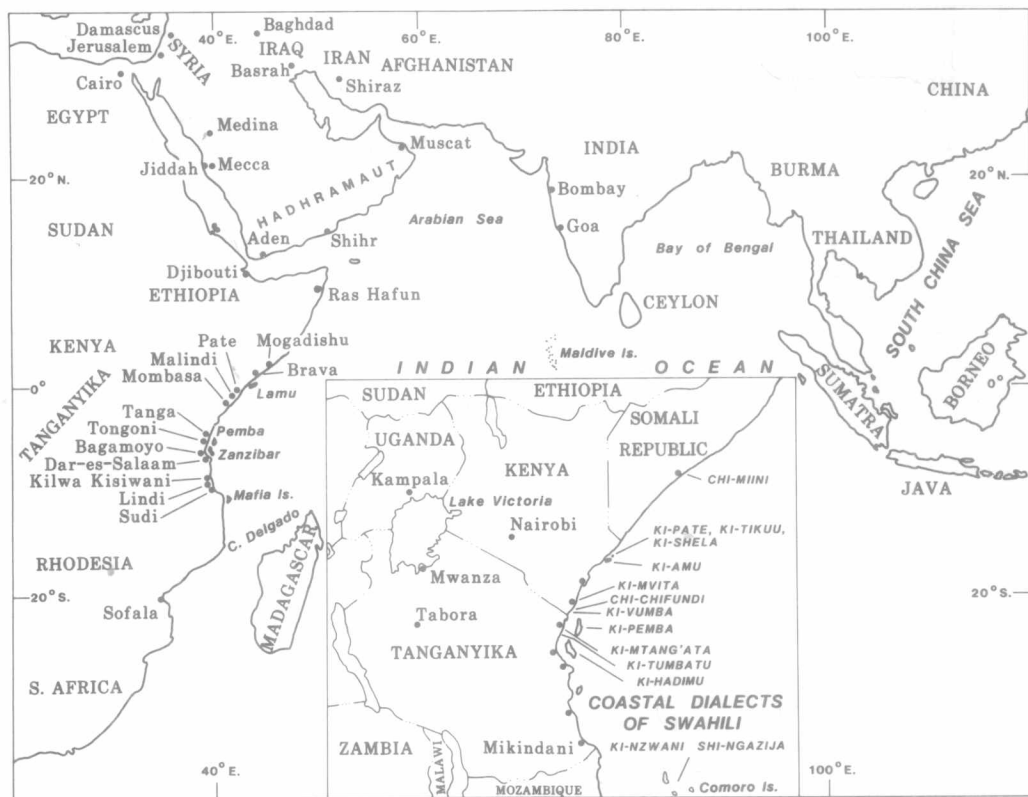 40°E.
60°E.
80°E.
100°E.
Damascus
Jerusalem
SYRIA
Baghdad
IRAQ
IRAN
AFGHANISTAN
Cairo
Basrah
Shiraz
CHINA
EGYPT
Medina
Muscat
INDIA
BURMA
Jiddah
Mecca
20°N.
20°N.
HADHRAMAUT
Bombay
SUDAN
Arabian Sea
Goa
Bay of Bengal
THAILAND
SOUTH CHINA SEA
Aden
Shihr
Djibouti
ETHIOPIA
Ras Hafun
CEYLON
KENYA
Pate
Mogadishu
Malindi
Brava
Maldive Is.
Mombasa
INDIAN OCEAN
0°
Lamu
SUMATRA
BORNEO
0°
TANGANYIKA
Tanga
Pemba
Tongoni
Bagamoyo
Zanzibar
Dar-es-Salaam
Kilwa Kisiwani
Lindi
Mafia Is.
Sudi
JAVA
C. Delgado
RHODESIA
MADAGASCAR
20°S.
Sofala
S. AFRICA
40°E.
100°E.
SUDAN
ETHIOPIA
SOMALI
REPUBLIC
UGANDA
KENYA
Kampala
CHI-MIINI
Lake Victoria
Nairobi
KI-PATE, KI-TIKUU,
KI-SHELA
KI-AMU
Mwanza
KI-MVITA
CHI-CHIFUNDI
KI-VUMBA
Tabora
KI-PEMBA
TANGANYIKA
KI-MTANG'ATA
KI-TUMBATU
KI-HADIMU
COASTAL DIALECTS
OF SWAHILI
ZAMBIA
MALAWI
Mikindani
KI-NZWANI SHI-NGAZIJA
MOZAMBIQUE
Comoro Is.
20°S.